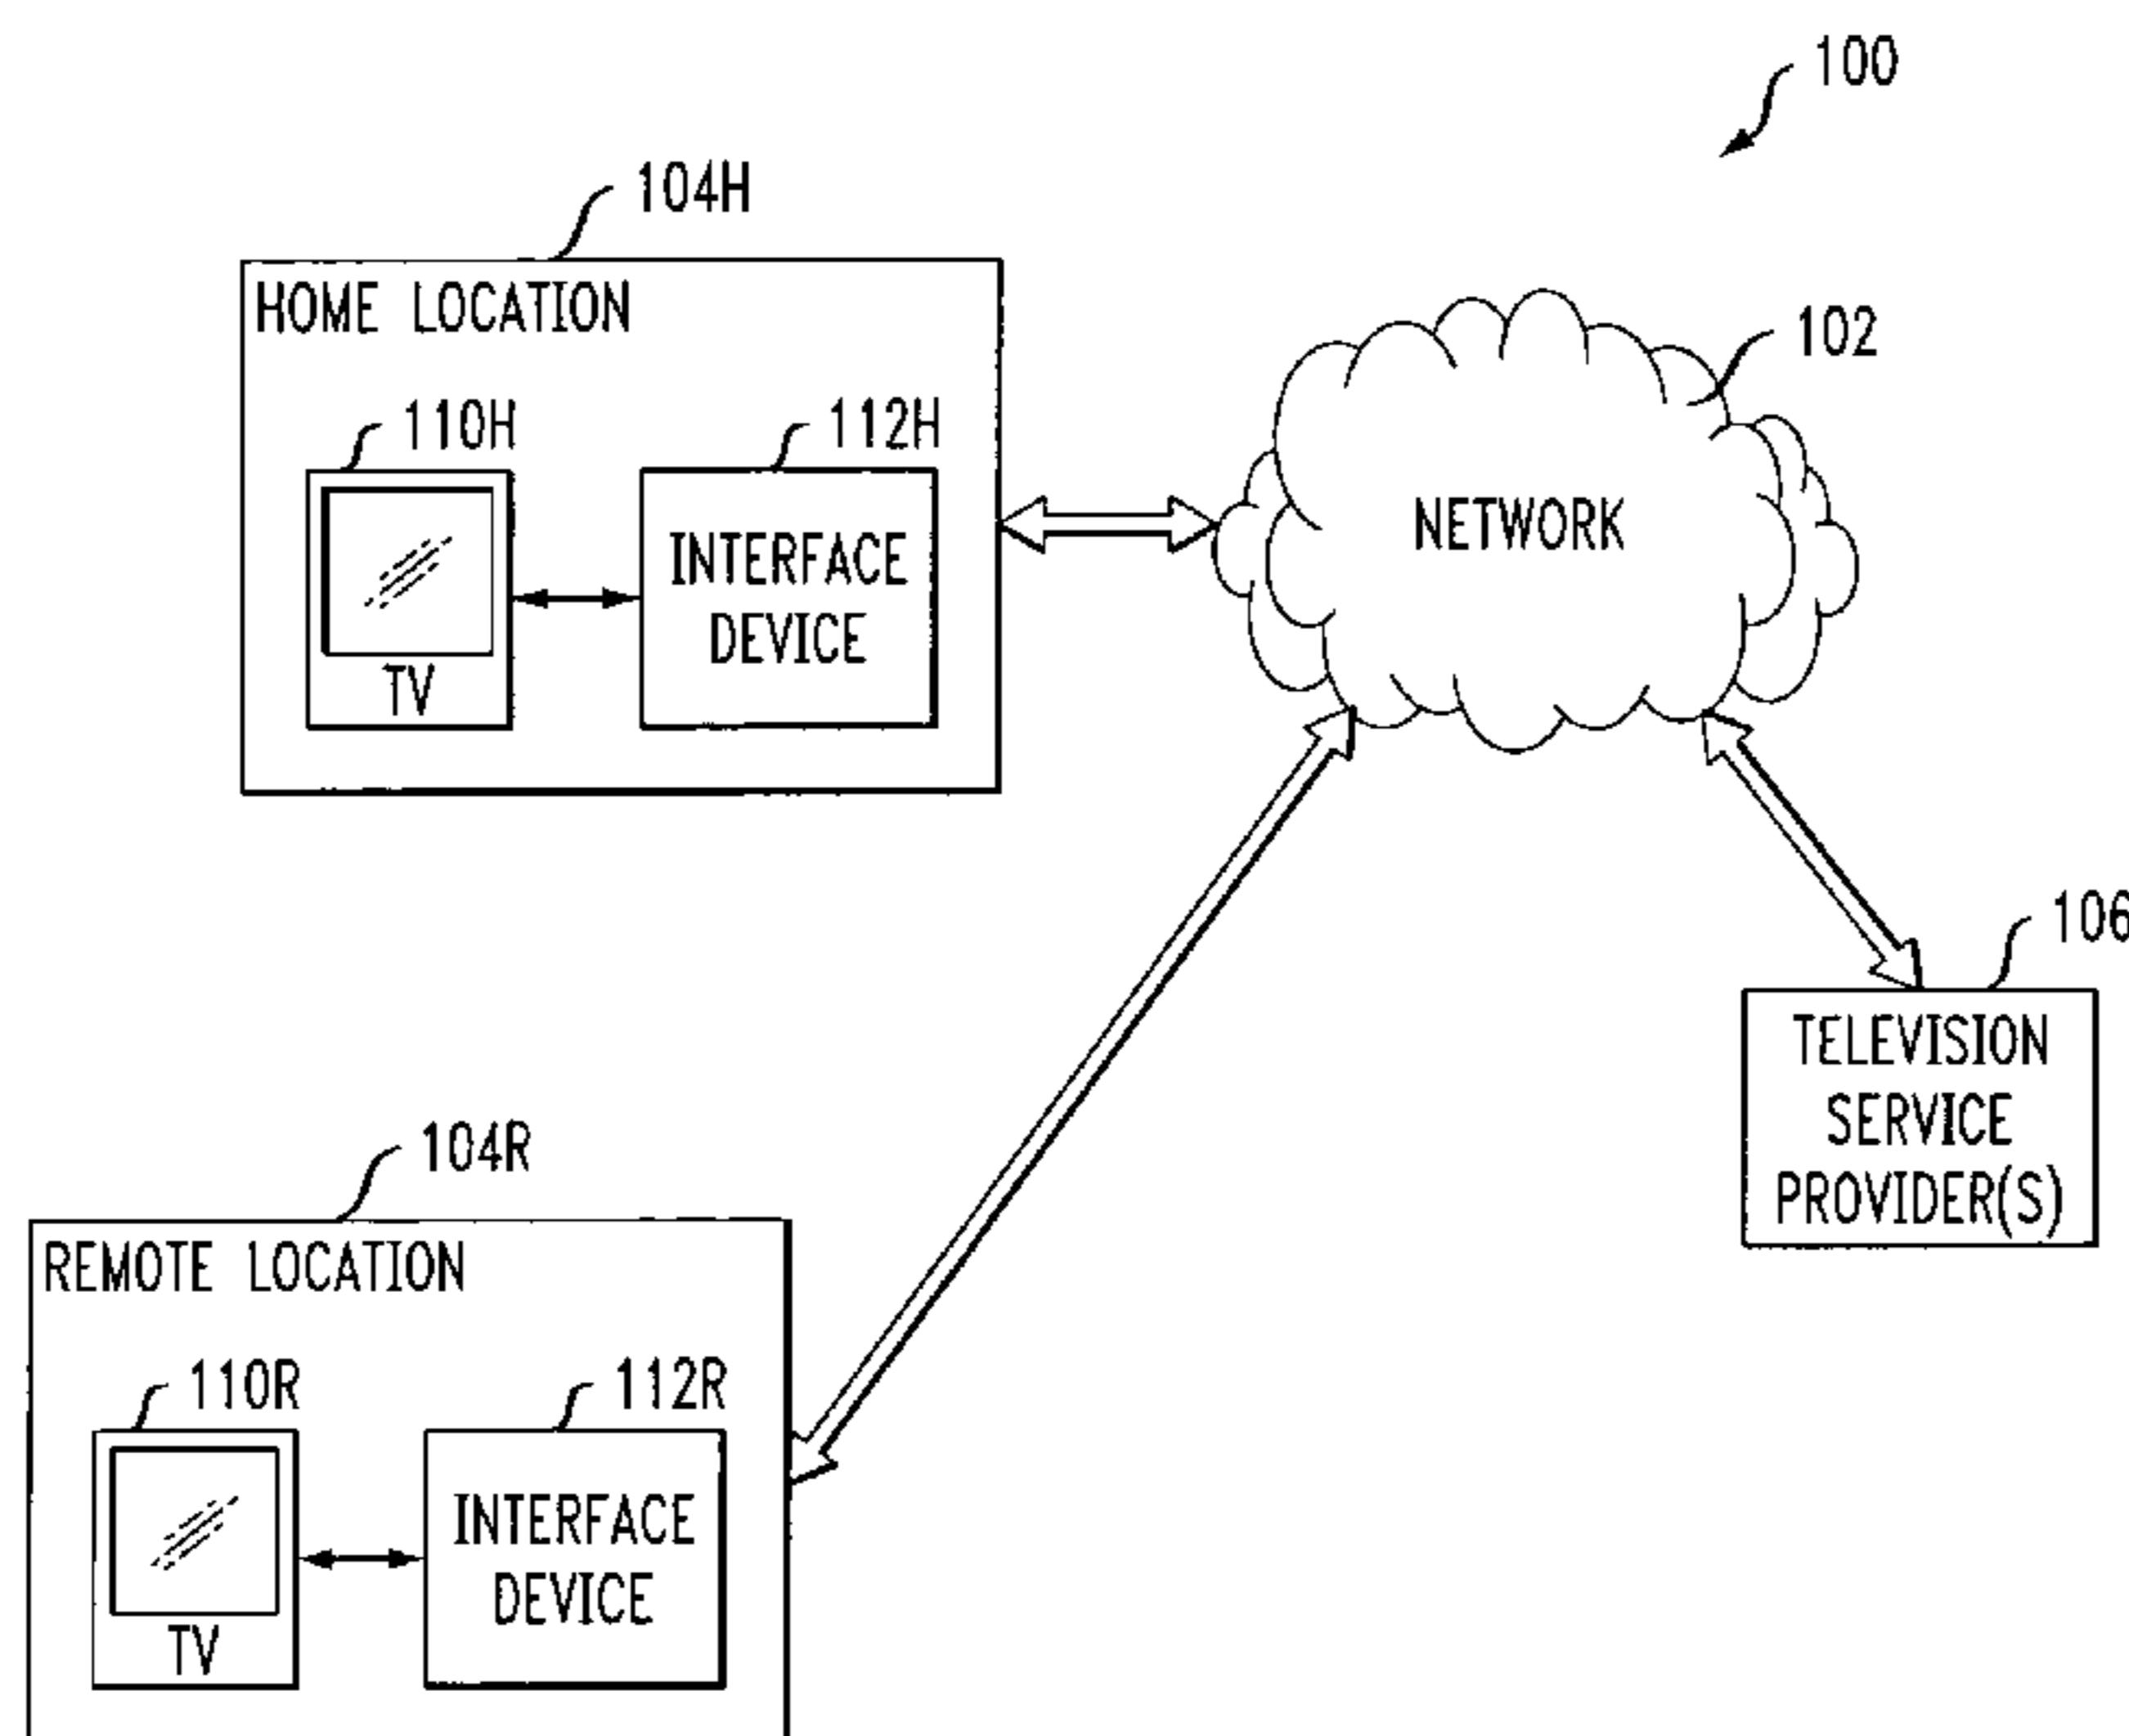 100
104H
HOME LOCATION
102
110H
112H
NETWORK
INTERFACE
DEVICE
TV
106
TELEVISION
SERVICE
PROVIDER(S)
104R
REMOTE LOCATION
110R
112R
INTERFACE
DEVICE
TV